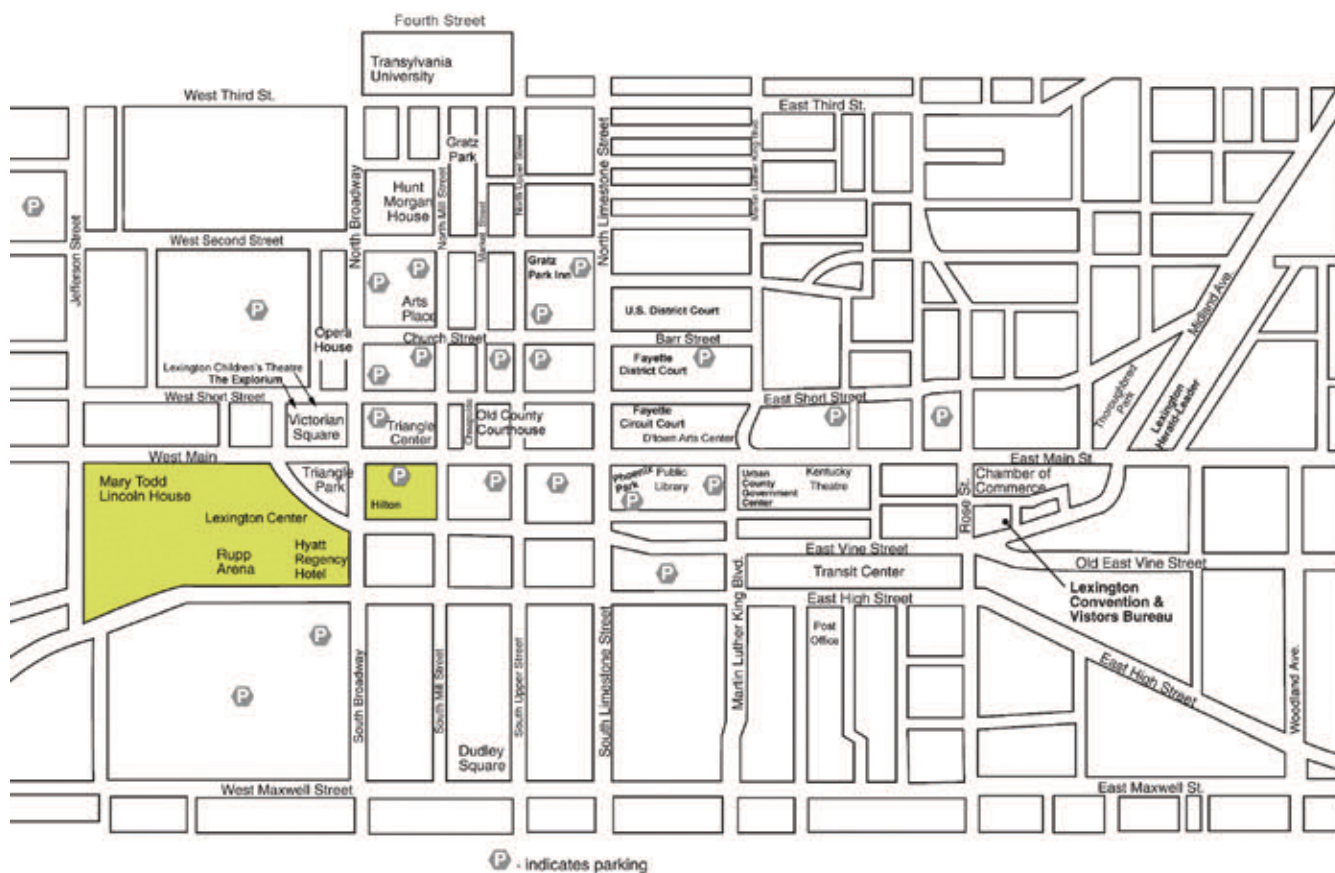 Fourth Street
Transylvania
University
West Third St.
East Third St.
Gratz
Park
North Upper Street
North Limestone Street
Martin Luther King Blvd.
Hunt
Morgan
House
North Mill Street
Market Street
North Broadway
Jefferson Street
West Second Street
P
P
P
P
P
P
Gratz
Park Inn
Arts
Place
U.S. District Court
Midland Ave.
Opera
House
Church Street
Barr Street
Lexington Children's Theatre
The Explorium
P
P
P
P
Fayette
District Court
P
Thoroughbred
Park
Lexington
Herald-Leader
West Short Street
East Short Street
Victorian
Square
P
Triangle
Center
Cheapside
Old County
Courthouse
Fayette
Circuit Court
D'town Arts Center
P
P
West Main
East Main St.
Mary Todd
Lincoln House
Triangle
Park
P
Hilton
P
P
Phoenix
Park
P
Public
Library
P
Urban
County
Government
Center
Kentucky
Theatre
Rose St.
Chamber of
Commerce
Lexington Center
Rupp
Arena
Hyatt
Regency
Hotel
East Vine Street
Old East Vine Street
P
Transit Center
East High Street
Lexington
Convention &
Vistors Bureau
Post
Office
P
P
South Broadway
South Mill Street
South Upper Street
South Limestone Street
Martin Luther King Blvd.
East High Street
Woodland Ave.
Dudley
Square
West Maxwell Street
East Maxwell St.
P - indicates parking